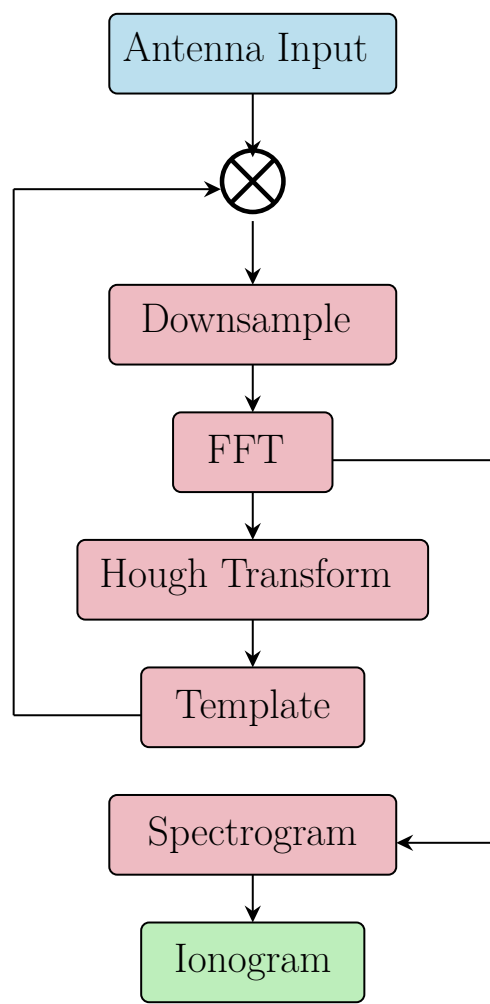 Antenna Input
Downsample
FFT
Hough Transform
Template
Spectrogram
Ionogram